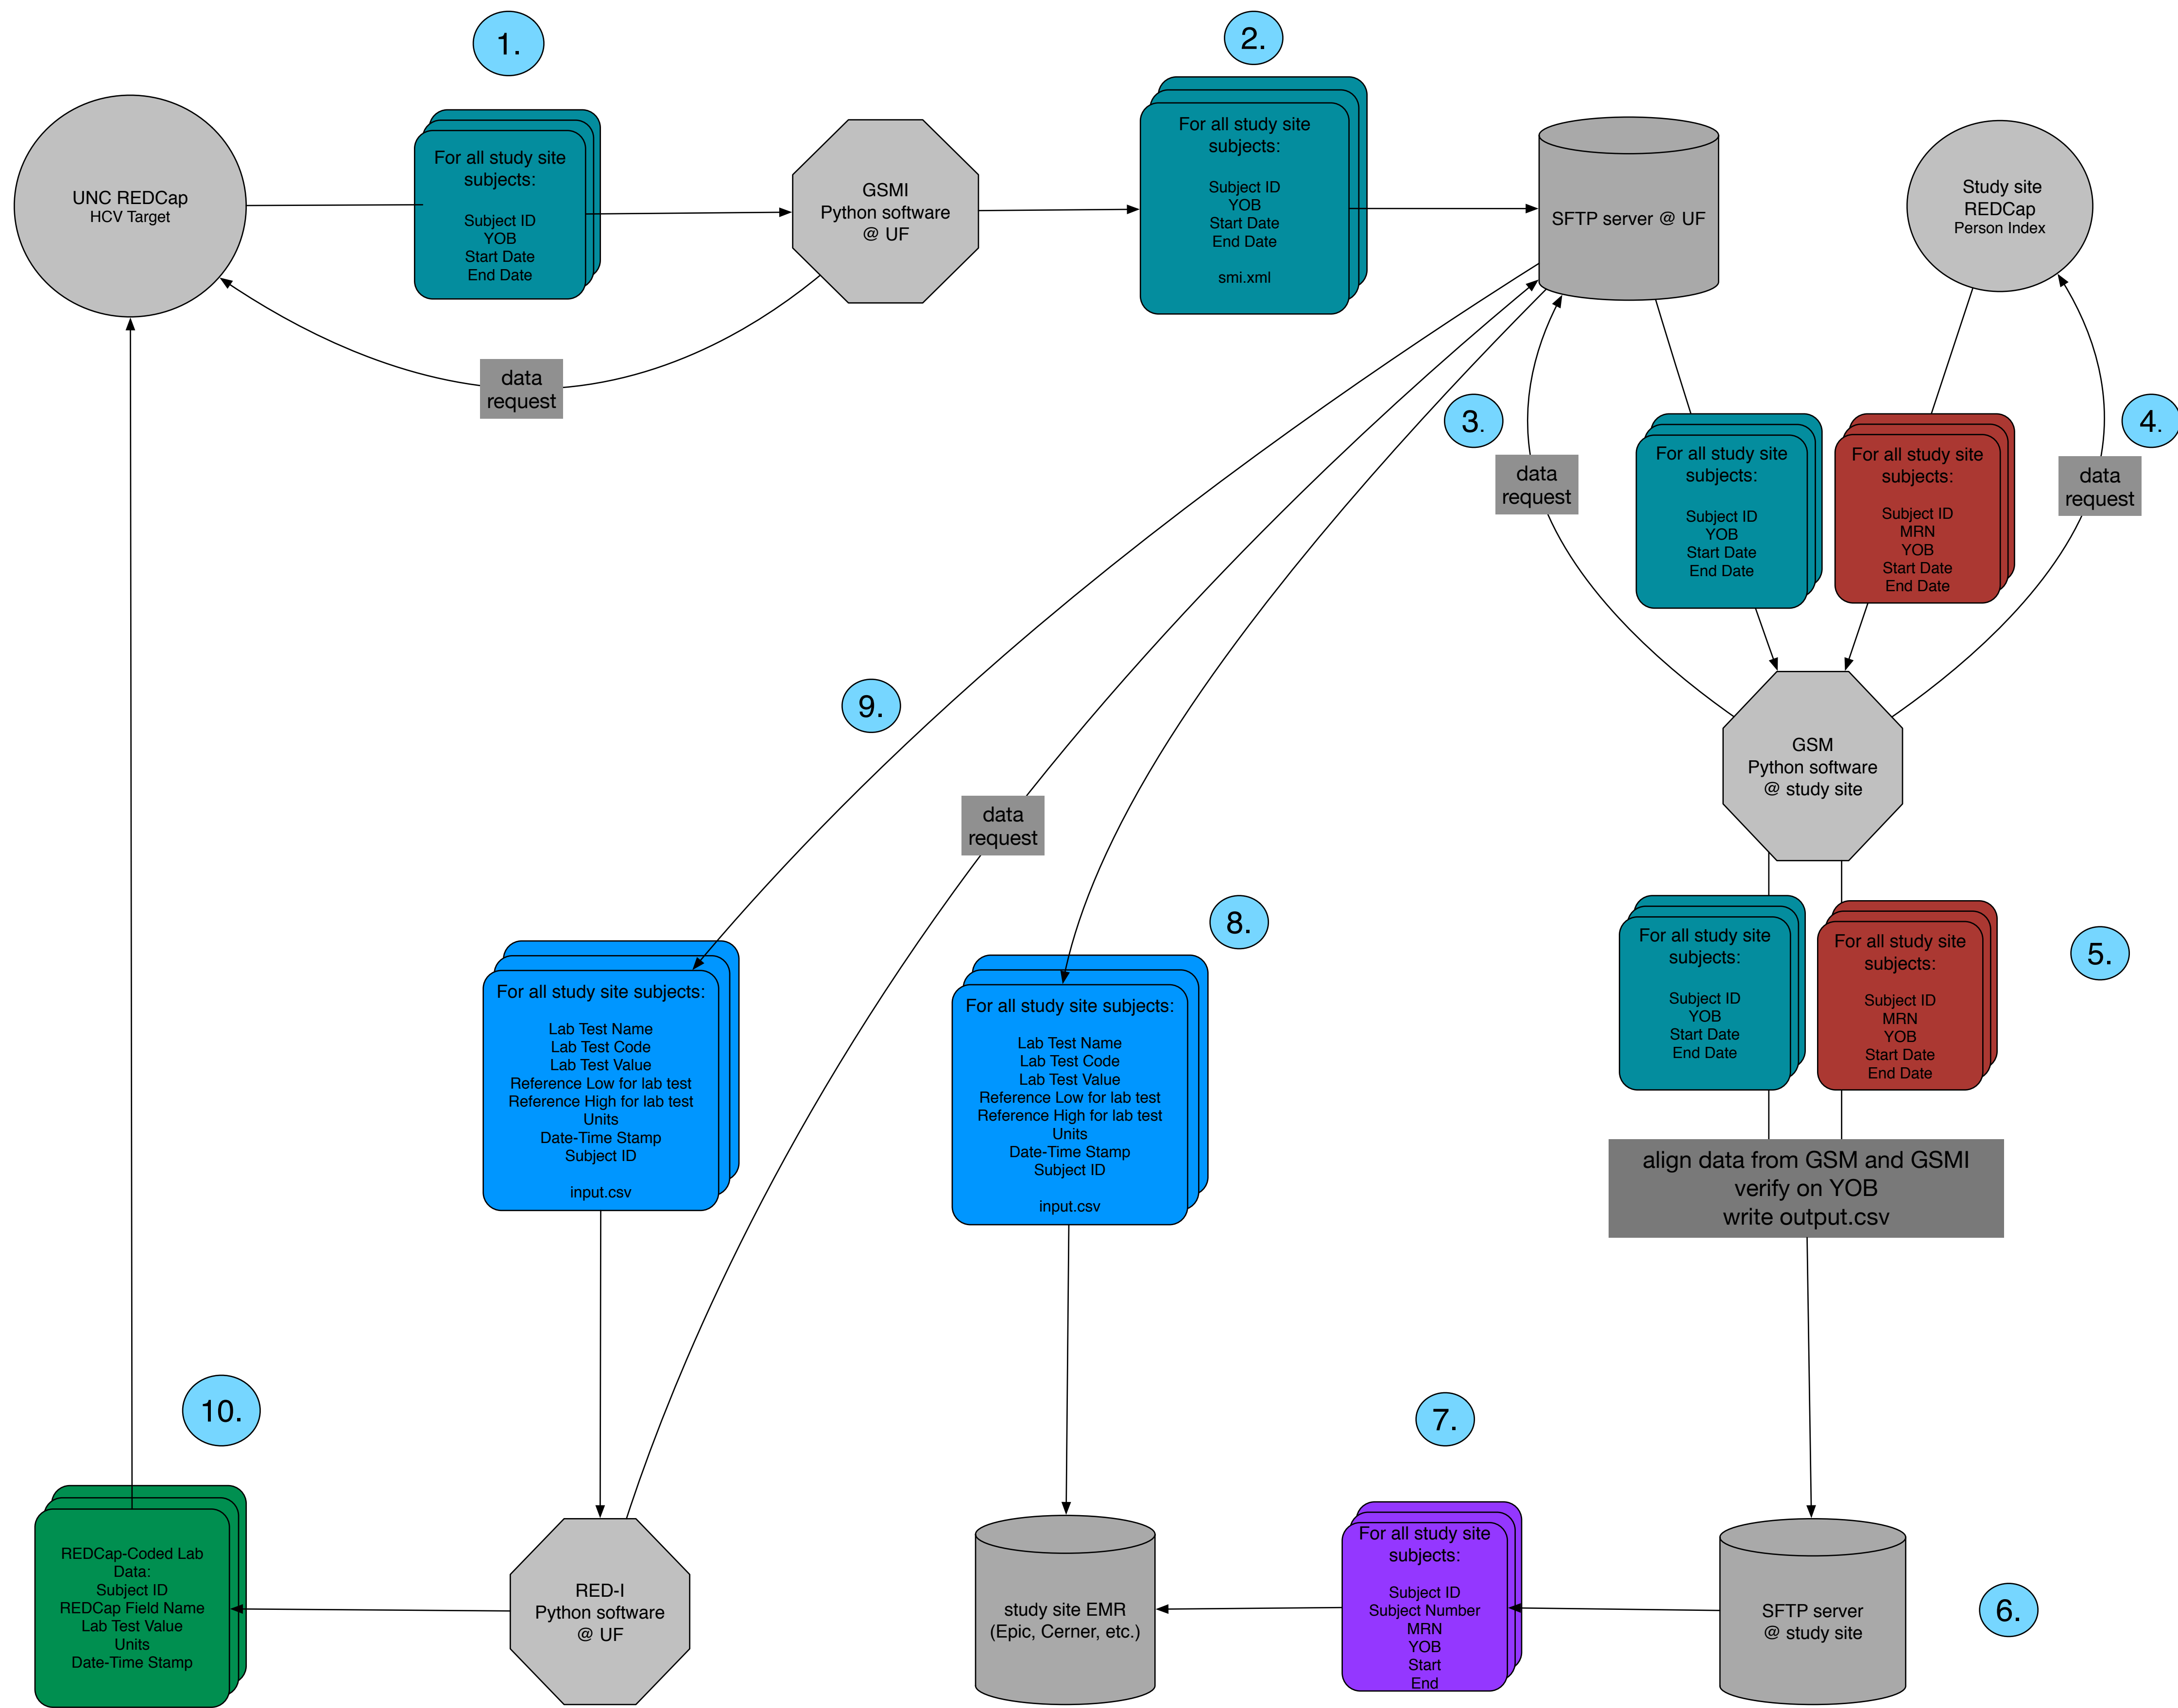 1.
2.
UNC REDCap
HCV Target
For all study site
subjects:
Subject ID
YOB
Start Date
End Date
GSMI
Python software
@ UF
For all study site
subjects:
Subject ID
YOB
Start Date
End Date
smi.xml
SFTP server @ UF
Study site
REDCap
Person Index
data
request
3.
4.
data
request
For all study site
subjects:
Subject ID
YOB
Start Date
End Date
For all study site
subjects:
Subject ID
MRN
YOB
Start Date
End Date
data
request
9.
GSM
Python software
@ study site
data
request
8.
5.
For all study site
subjects:
Subject ID
YOB
Start Date
End Date
For all study site
subjects:
Subject ID
MRN
YOB
Start Date
End Date
For all study site subjects:
Lab Test Name
Lab Test Code
Lab Test Value
Reference Low for lab test
Reference High for lab test
Units
Date-Time Stamp
Subject ID
input.csv
For all study site subjects:
Lab Test Name
Lab Test Code
Lab Test Value
Reference Low for lab test
Reference High for lab test
Units
Date-Time Stamp
Subject ID
input.csv
align data from GSM and GSMI
verify on YOB
write output.csv
10.
7.
REDCap-Coded Lab
Data:
Subject ID
REDCap Field Name
Lab Test Value
Units
Date-Time Stamp
RED-I
Python software
@ UF
study site EMR
(Epic, Cerner, etc.)
For all study site
subjects:
Subject ID
Subject Number
MRN
YOB
Start
End
SFTP server
@ study site
6.